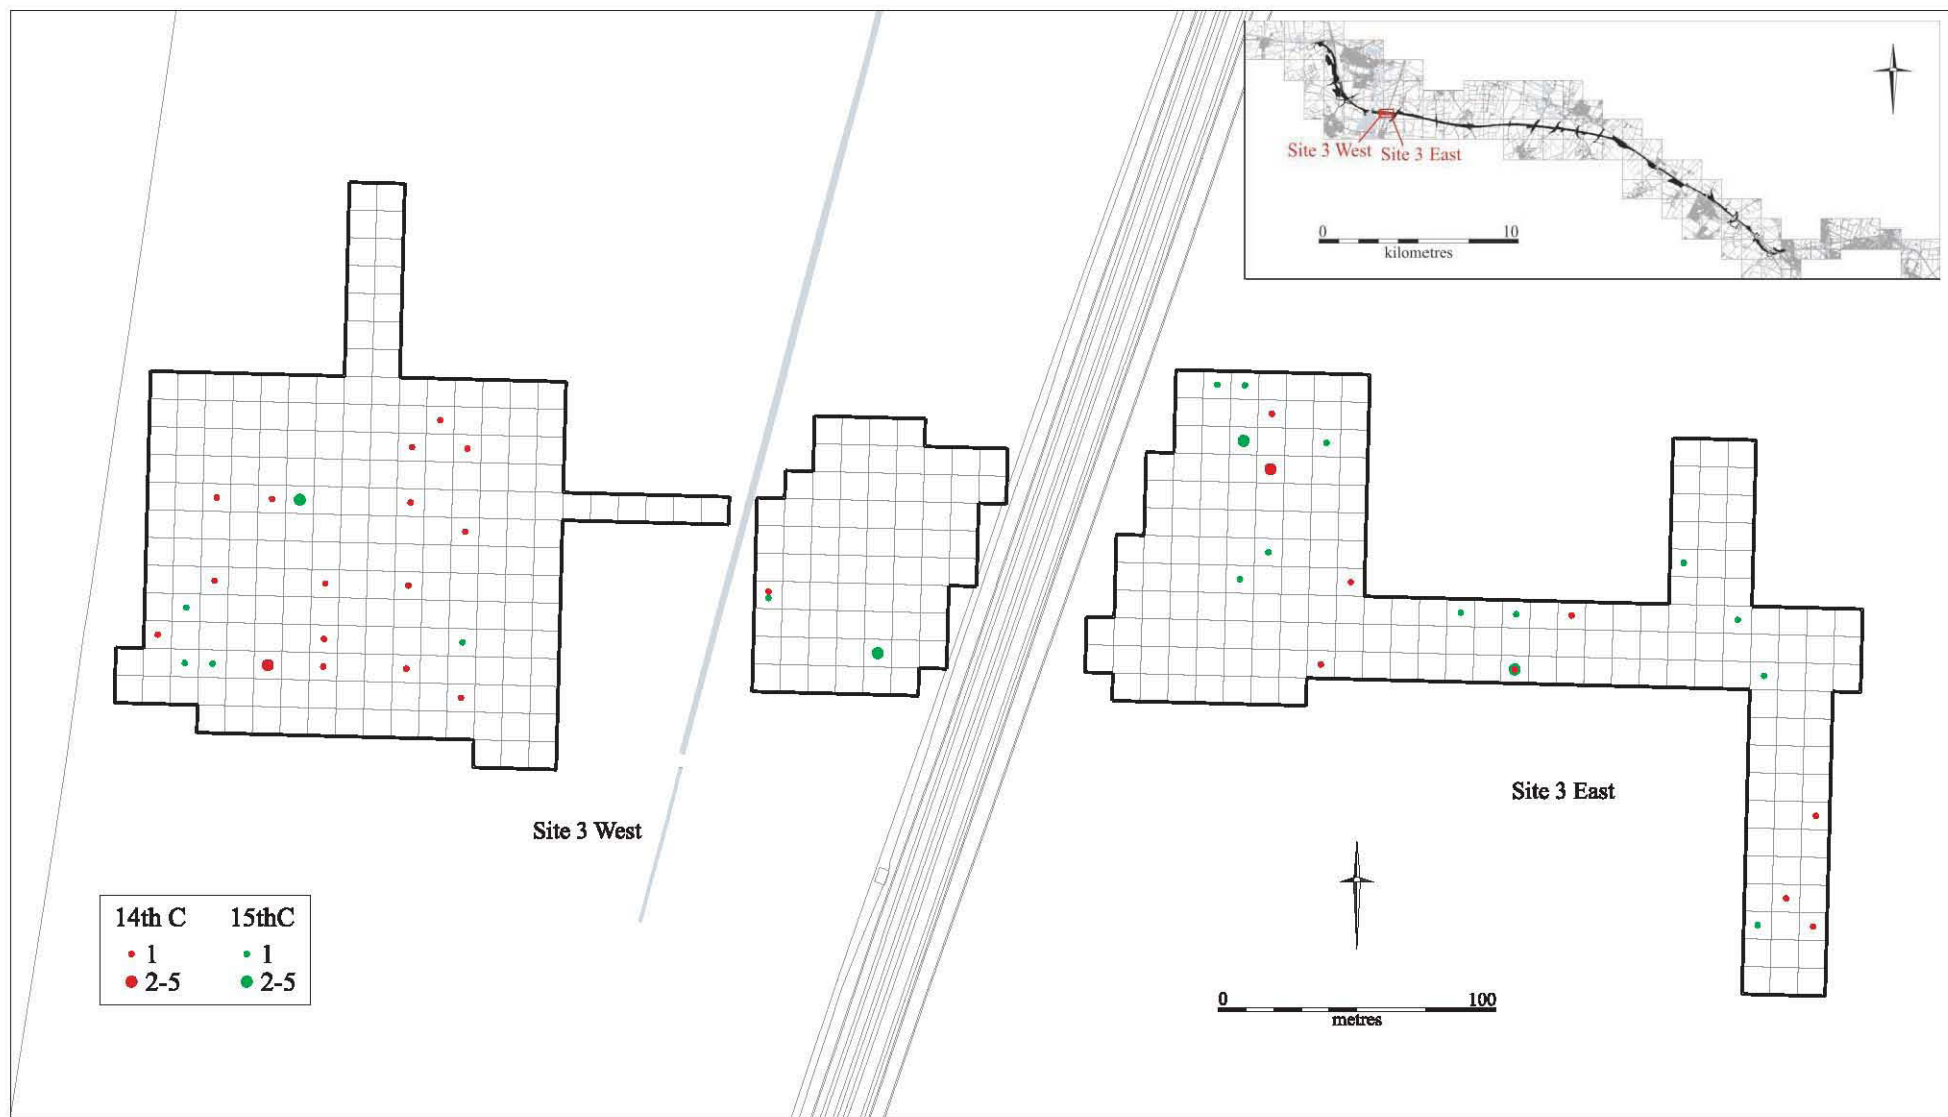 Site 3 West Site 3 East
0 10
kilometres
Site 3 East
Site 3 West
14th C 15thC
1 1
2-5 2-5
0 100
metres